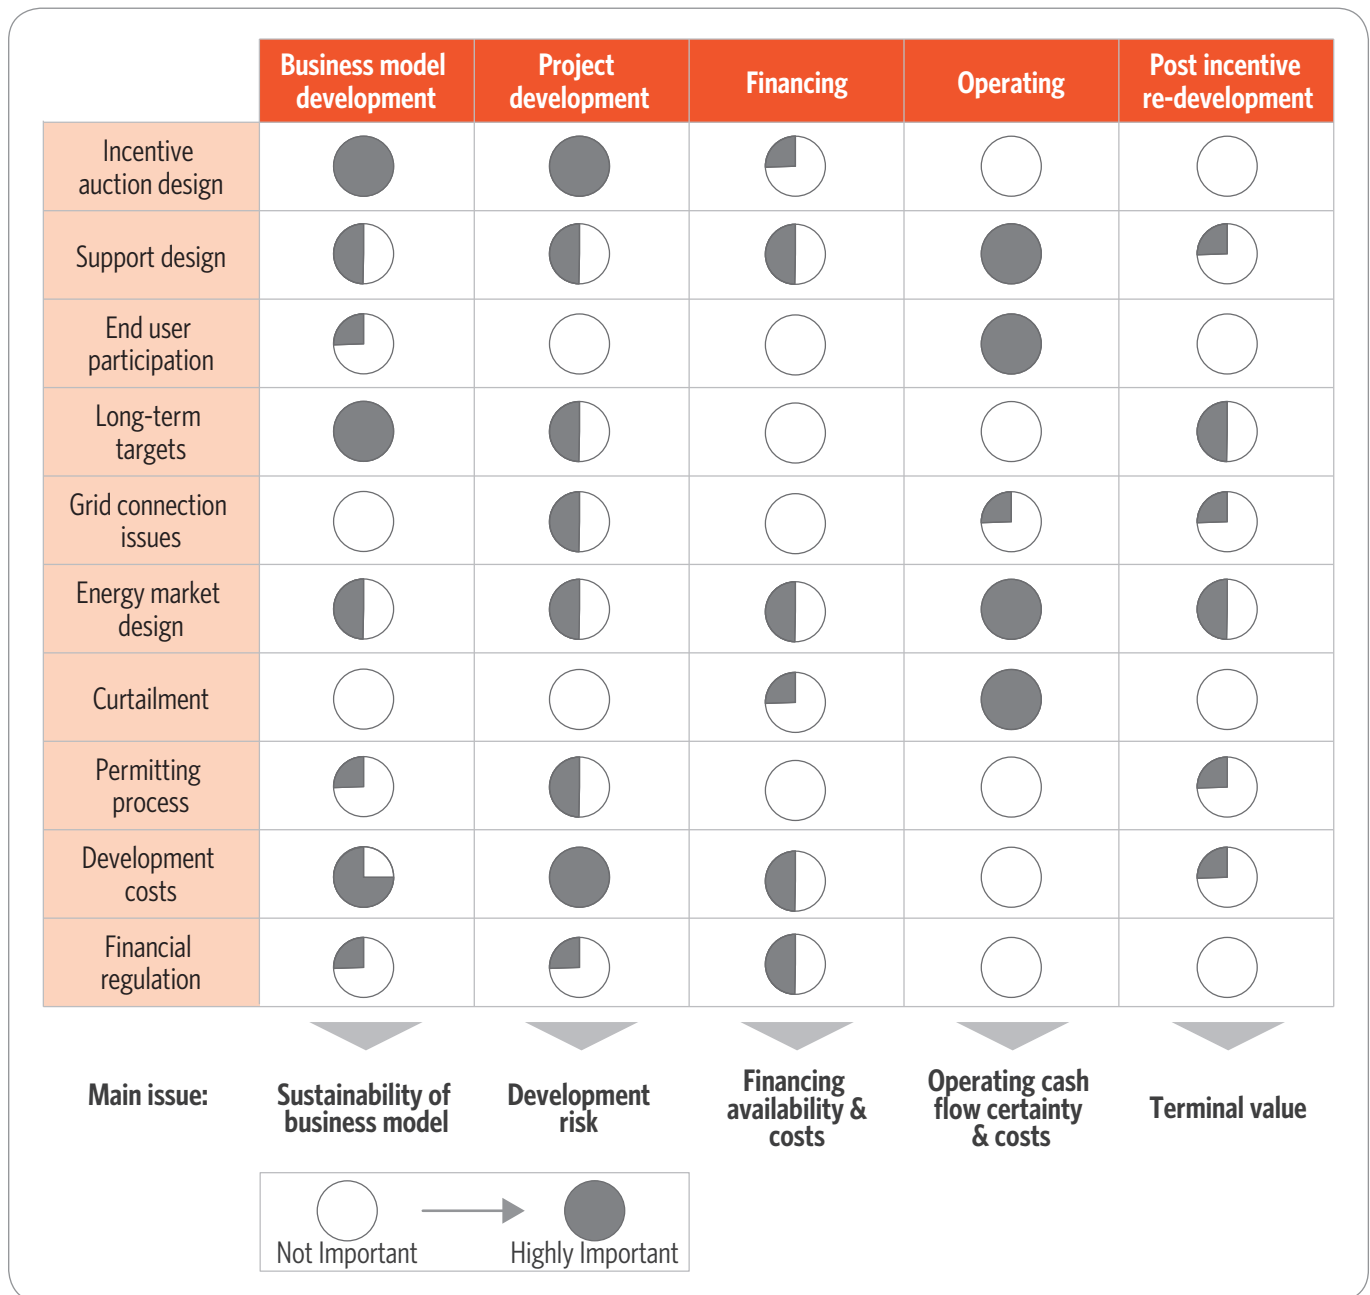 Business model
development
Project
development
Financing
Operating
Post incentive
re-development
Incentive
auction design
Support design
End user
participation
Long-term
targets
Grid connection
issues
Energy market
design
Curtailment
Permitting
process
Development
costs
Financial
regulation
Main issue:
Sustainability of
business model
Development
risk
Financing
availability &
costs
Operating cash
flow certainty
& costs
Terminal value
Not Important
Highly Important